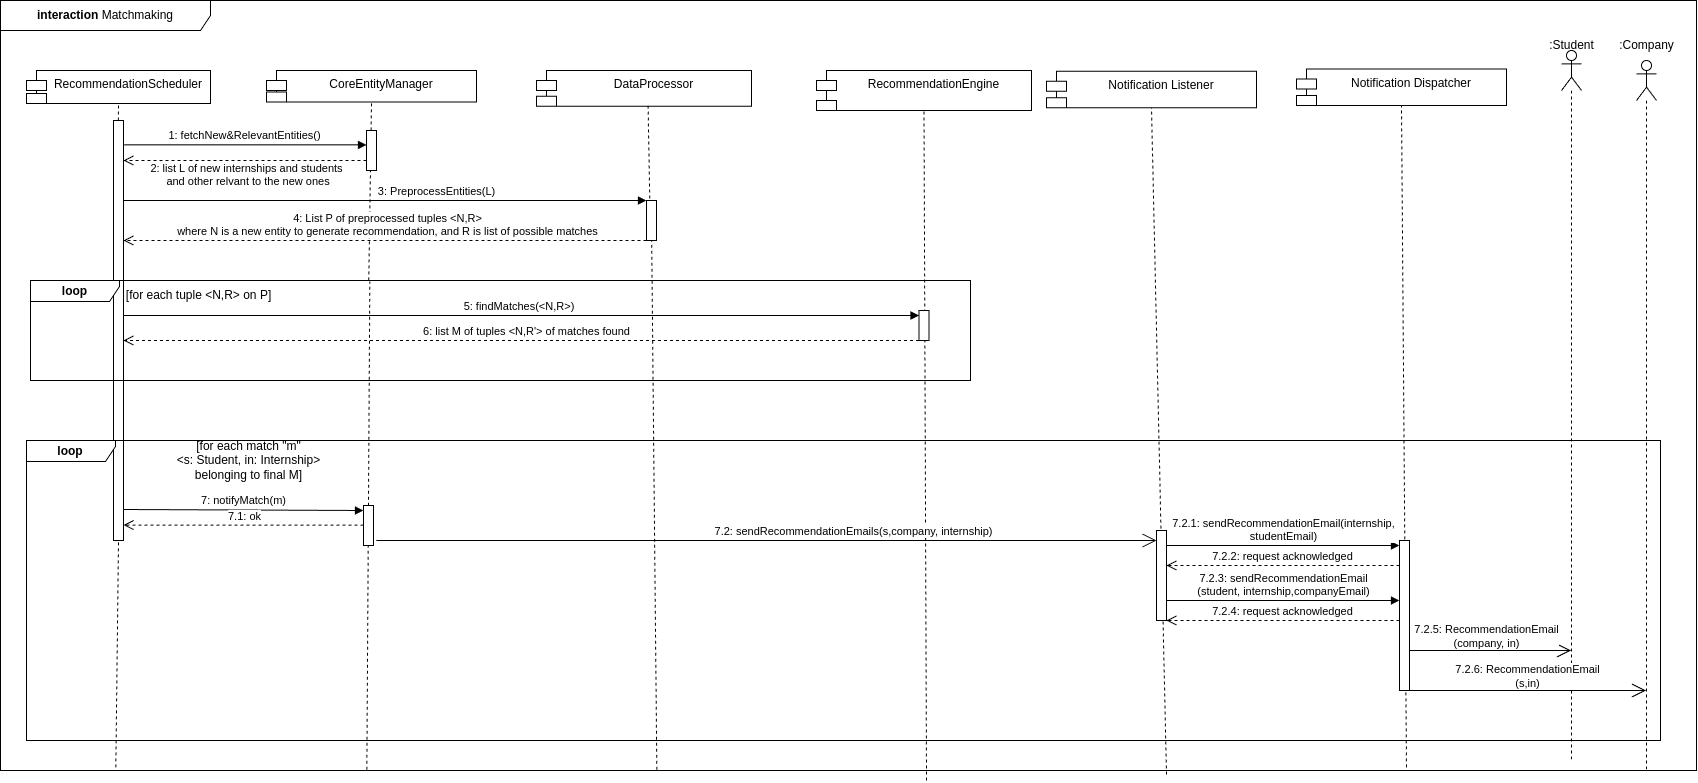 interaction Matchmaking
:Student
:Company
RecommendationScheduler
CoreEntityManager
DataProcessor
RecommendationEngine
Notification Listener
Notification Dispatcher
1: fetchNew&RelevantEntities()
2: list L of new internships and students
and other relvant to the new ones
3: PreprocessEntities(L)
4: List P of preprocessed tuples <N,R>
where N is a new entity to generate recommendation, and R is list of possible matches
loop
[for each tuple <N,R> on P]
5: findMatches(<N,R>)
6: list M of tuples <N,R'> of matches found
loop
[for each match "m"
<s: Student, in: Internship>
belonging to final M]
7: notifyMatch(m)
7.1: ok
7.2: sendRecommendationEmails(s,company, internship)
7.2.1: sendRecommendationEmail(internship,
studentEmail)
7.2.2: request acknowledged
7.2.3: sendRecommendationEmail
(student, internship,companyEmail)
7.2.4: request acknowledged
7.2.5: RecommendationEmail
(company, in)
7.2.6: RecommendationEmail
(s,in)